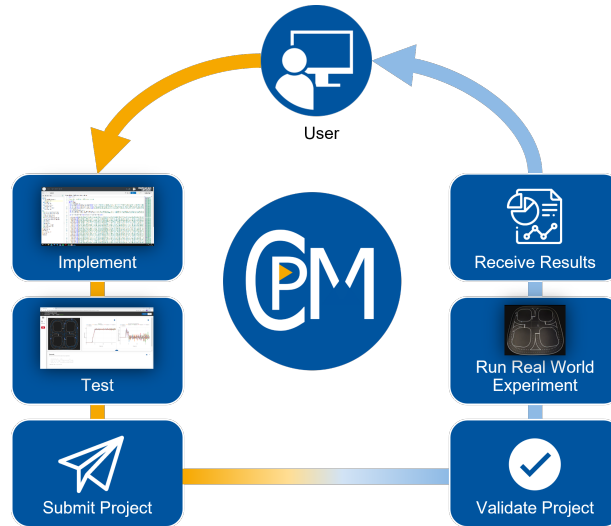 User
Implement
Receive Results
CPM
Test
Run Real World
Experiment
Submit Project
Validate Project